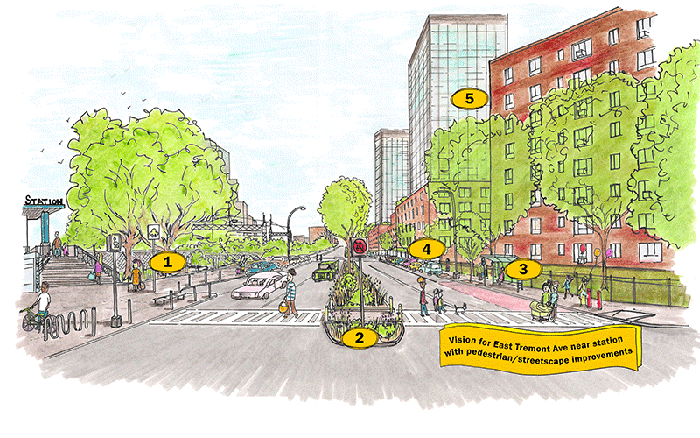 STATION
5
4
1
3
2
Vision for East Tremont Ave near station
with pedestrian/streetscape improvements